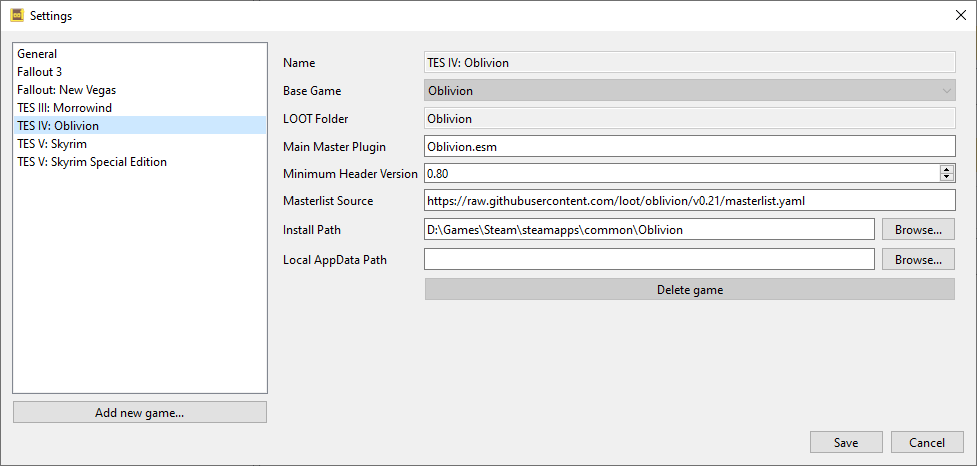 Settings
General
Fallout 3
Fallout: New Vegas
TES III: Morrowind
TES IV: Oblivion
TES V: Skyrim
TES V: Skyrim Special Edition
Add new game...
Name TES IV: Oblivion
Base Game Oblivion
LOOT Folder Oblivion
Main Master Plugin Oblivion.esm
Minimum Header Version 0.80
Masterlist Source https://raw.githubusercontent.com/loot/oblivion/v0.21/masterlist.yaml
Install Path D:\Games\Steam\steamapps\common\Oblivion Browse...
Local AppData Path Browse...
Delete game
Save Cancel